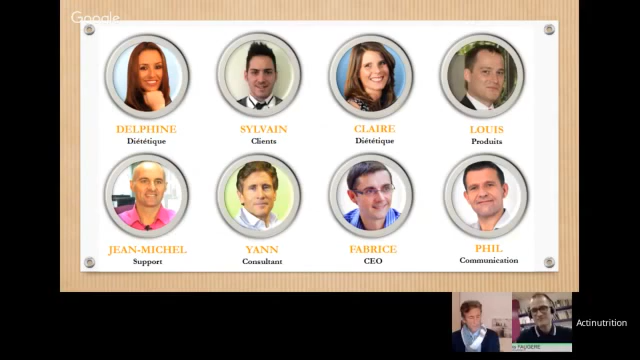 Google
DELPHINE
Diététique
SYLVAIN
Clients
CLAIRE
Diététique
LOUIS
Produits
JEAN-MICHEL
Support
YANN
Consultant
FABRICE
CEO
PHIL
Communication
FAUGERE
Actinutrition